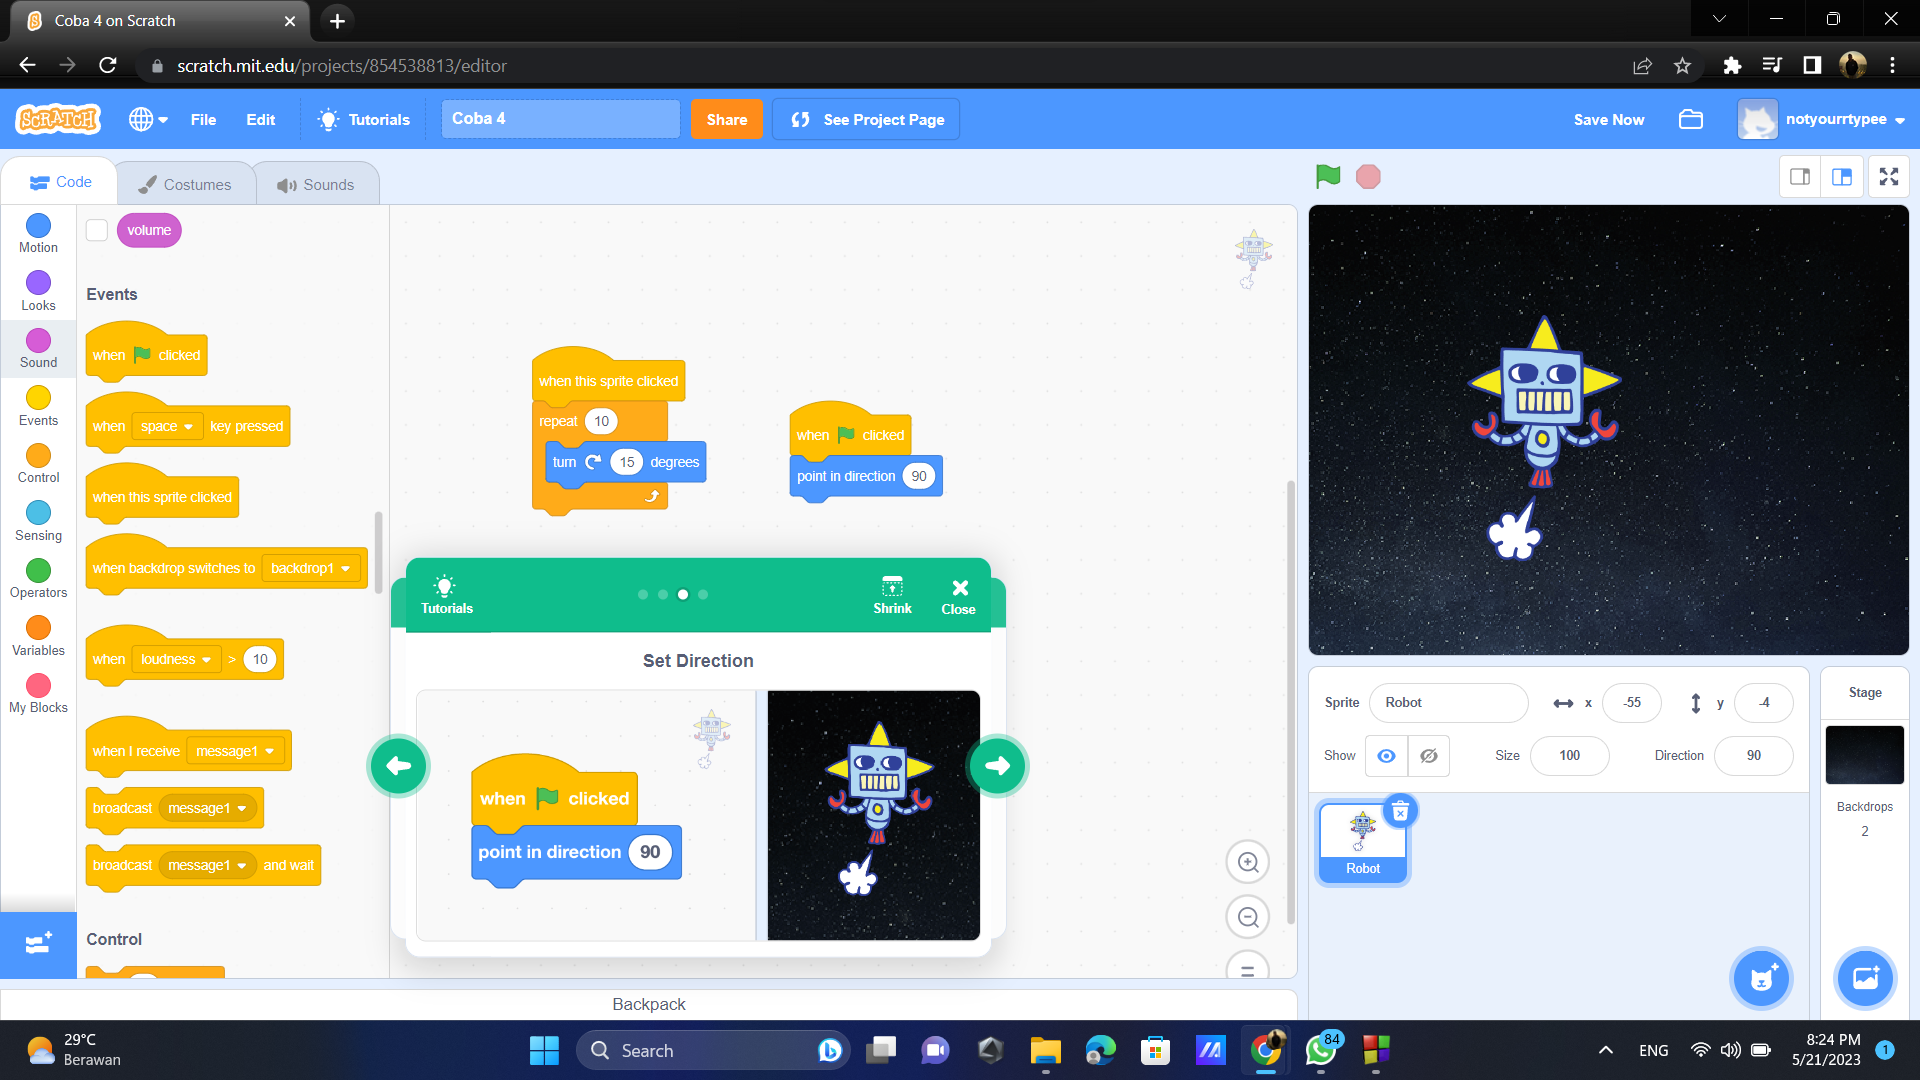 Coba 4 on Scratch
scratch.mit.edu/projects/854538813/editor
SCRATCH
File
Edit
Tutorials
Coba 4
Share
See Project Page
Save Now
notyourrtypee
Code
Costumes
Sounds
Motion
Looks
Sound
Events
Control
Sensing
Operators
Variables
My Blocks
volume
Events
when clicked
when space key pressed
when this sprite clicked
when backdrop switches to backdrop1
when loudness > 10
when I receive message1
broadcast message1
broadcast message1 and wait
Control
when this sprite clicked
repeat 10
turn 15 degrees
when clicked
point in direction 90
Tutorials
Shrink
Close
Set Direction
when clicked
point in direction 90
Backpack
Sprite Robot x -55 y -4
Show Size 100 Direction 90
Robot
Stage
Backdrops
2
29°C
Berawan
Search
84
ENG
8:24 PM
5/21/2023
1